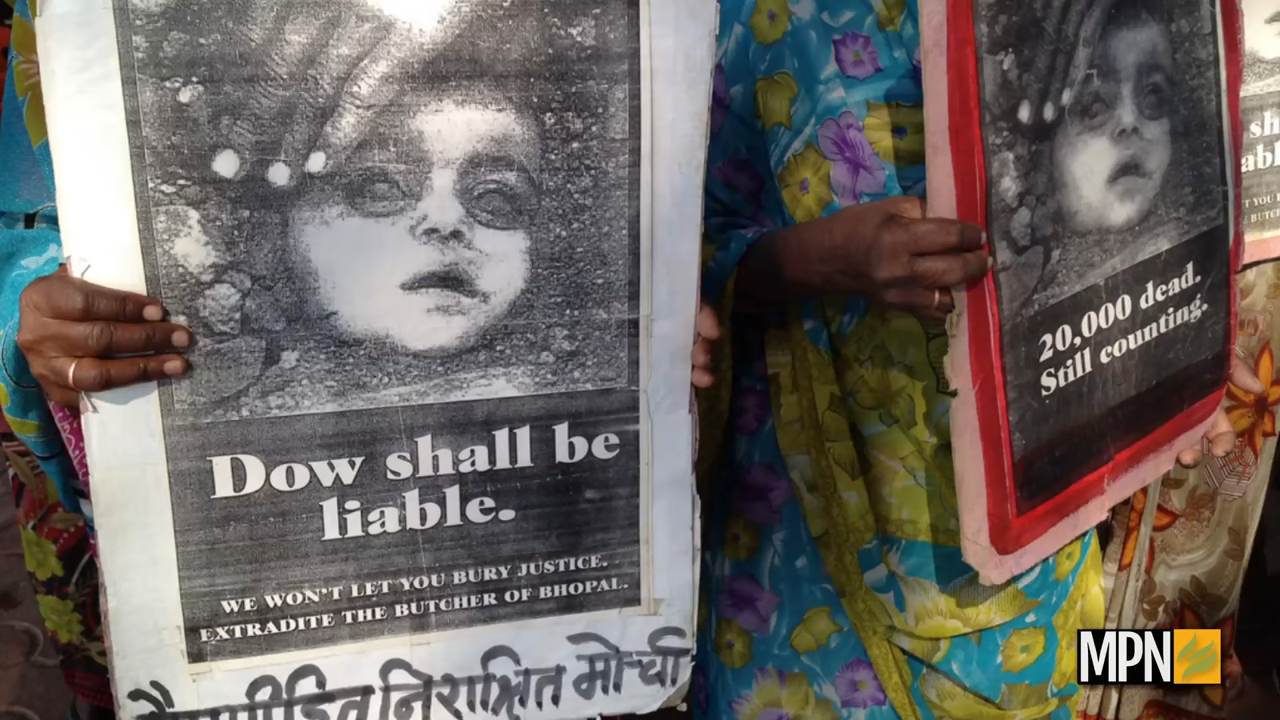 Dow shall be
liable.
WE WON'T LET YOU BURY JUSTICE.
EXTRADITE THE BUTCHER OF BHOPAL.
निराश्रित मोर्चा
20,000 dead.
Still counting.
sh
MPN